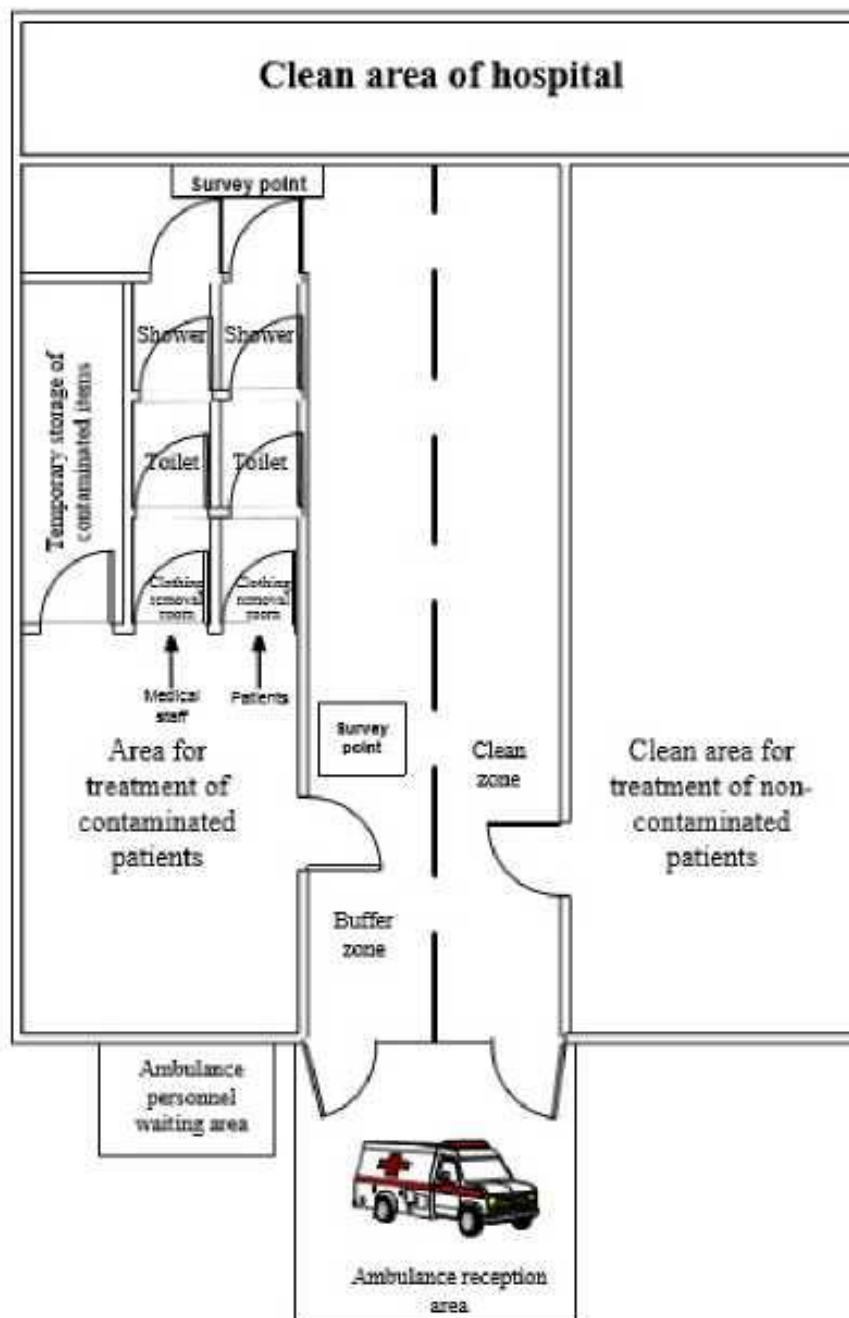 Clean area of hospital
Survey point
Shower
Shower
Temporary storage of
contaminated items
Toilet
Toilet
Clothing
removal
room
Clothing
removal
room
Medical
staff
Patients
Survey
point
Area for
treatment of
contaminated
patients
Clean
zone
Clean area for
treatment of non-
contaminated
patients
Buffer
zone
Ambulance
personnel
waiting area
Ambulance reception
area